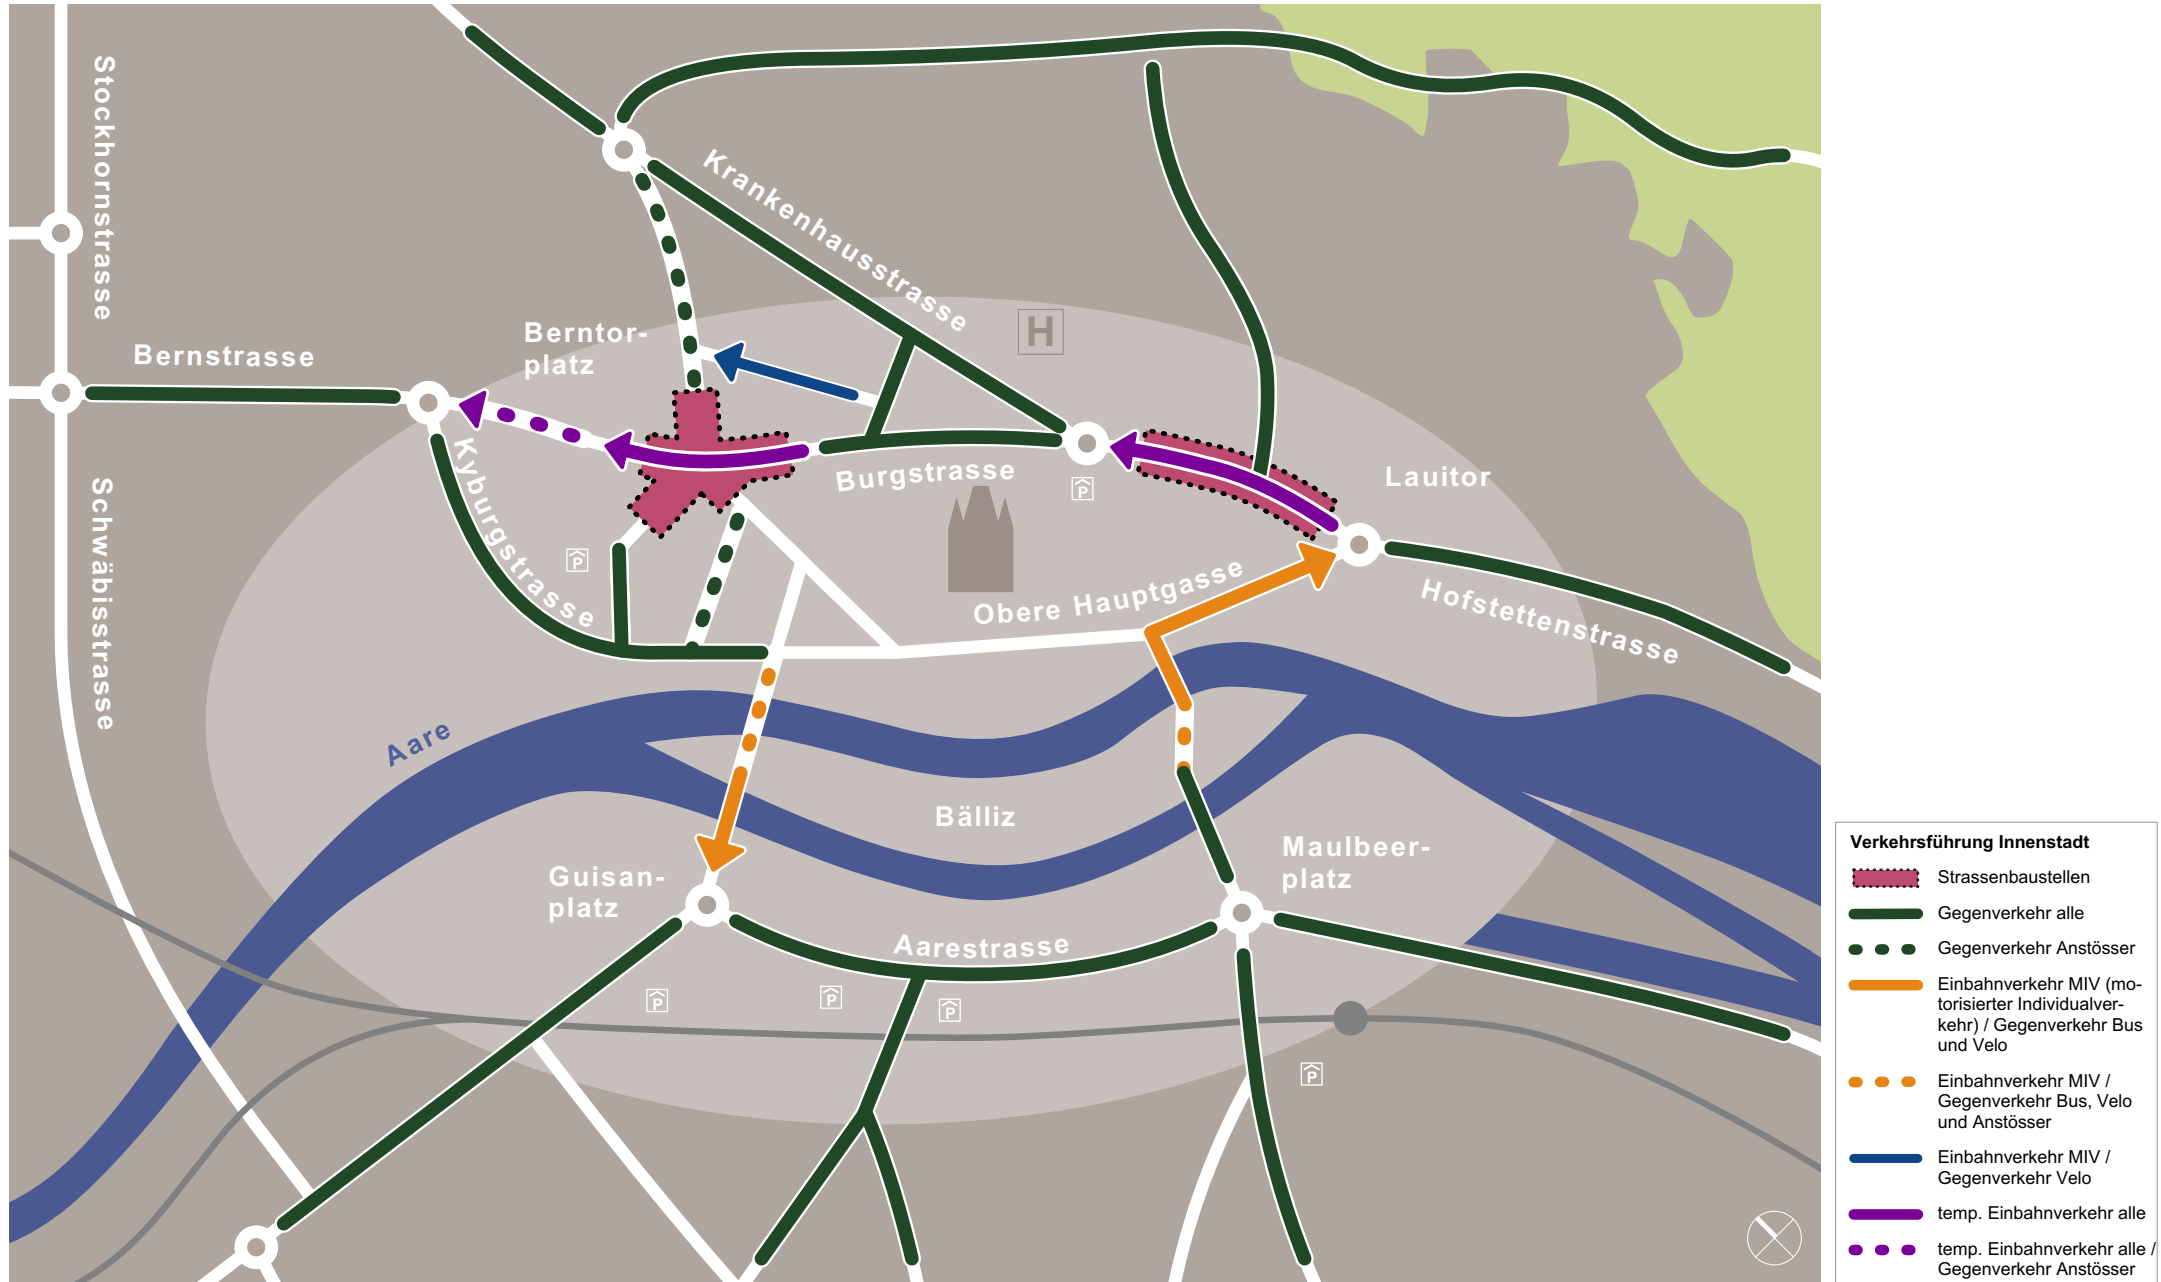 Stockhornstrasse
Krankenhausstrasse
H
Berntor-
platz
Bernstrasse
Kyburgstrasse
Burgstrasse
P
Lauitor
Schwäbisstrasse
P
Obere Hauptgasse
Hofstettenstrasse
Aare
Bälliz
Maulbeer-
platz
Guisan-
platz
Aarestrasse
P
P
P
P
Verkehrsführung Innenstadt
Strassenbaustellen
Gegenverkehr alle
Gegenverkehr Anstösser
Einbahnverkehr MIV (mo-
torisierter Individualver-
kehr) / Gegenverkehr Bus
und Velo
Einbahnverkehr MIV /
Gegenverkehr Bus, Velo
und Anstösser
Einbahnverkehr MIV /
Gegenverkehr Velo
temp. Einbahnverkehr alle
temp. Einbahnverkehr alle /
Gegenverkehr Anstösser